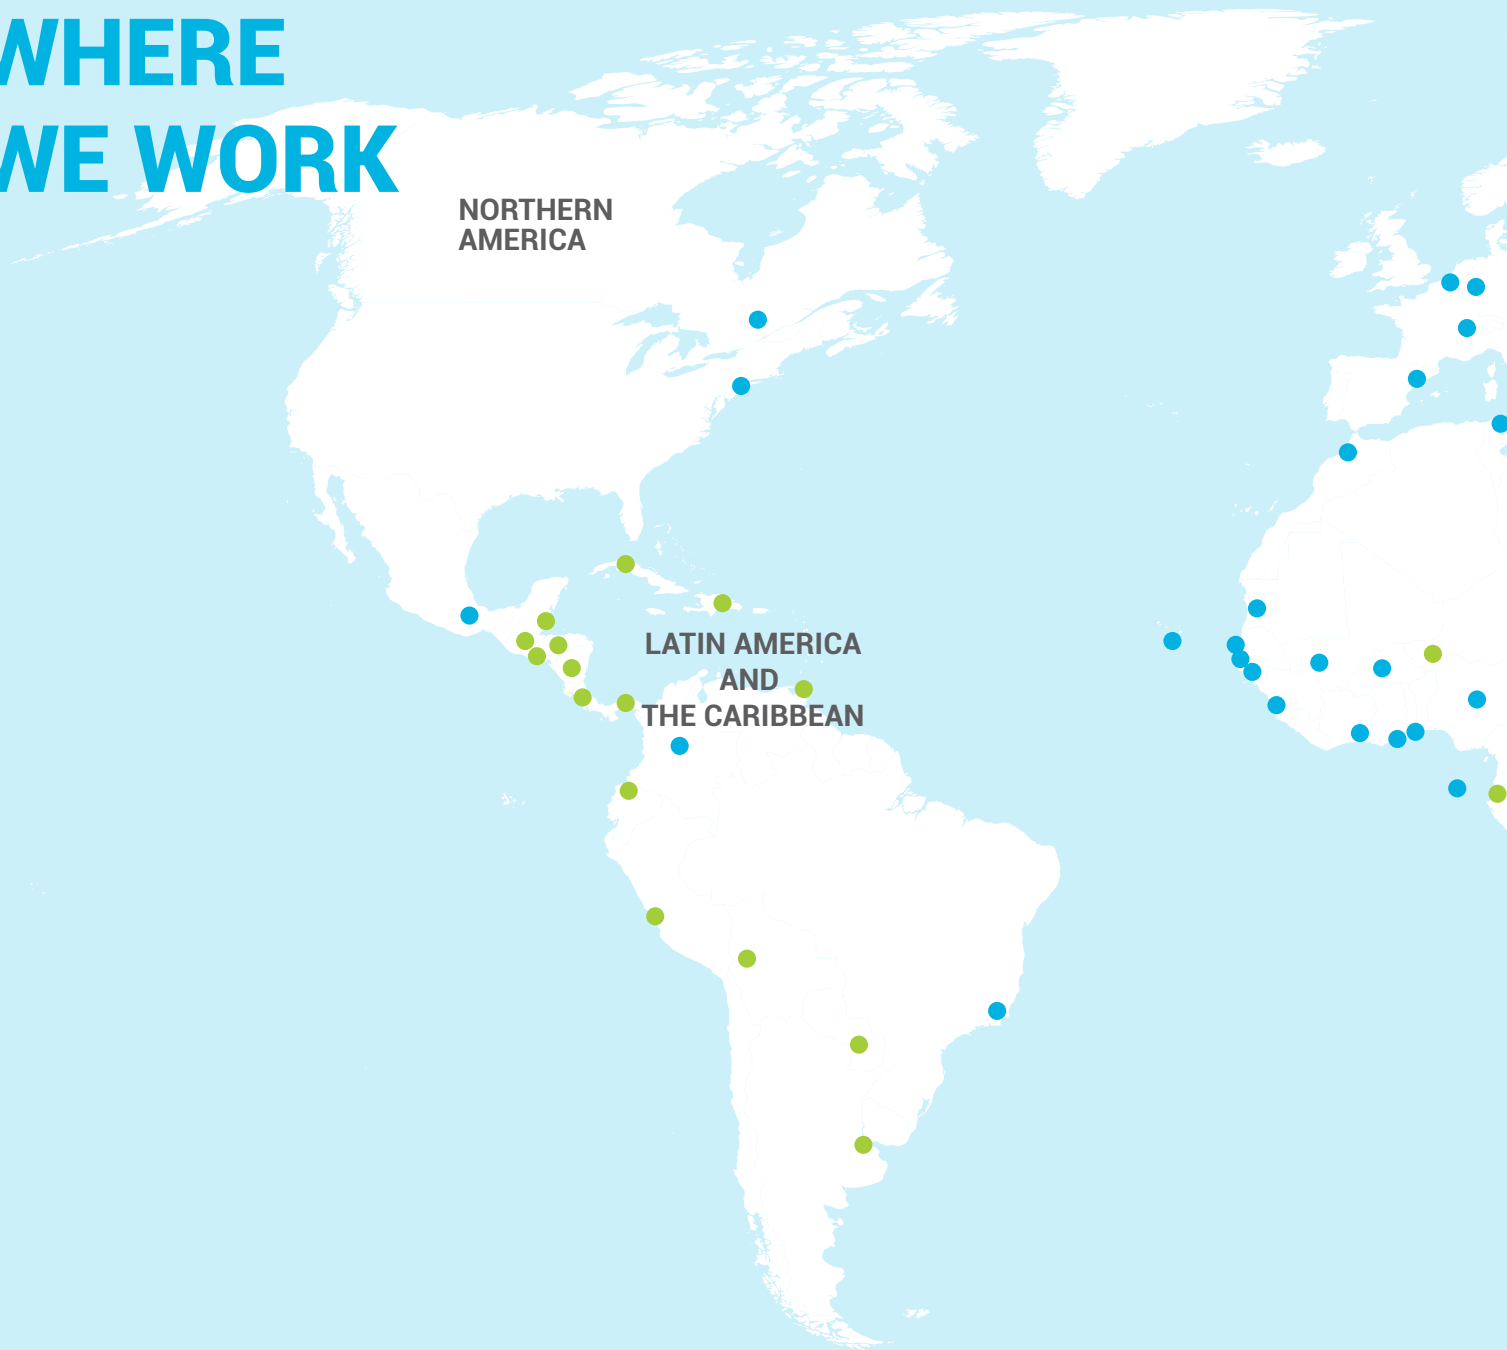 WHERE
WE WORK
NORTHERN
AMERICA
LATIN AMERICA
AND
THE CARIBBEAN